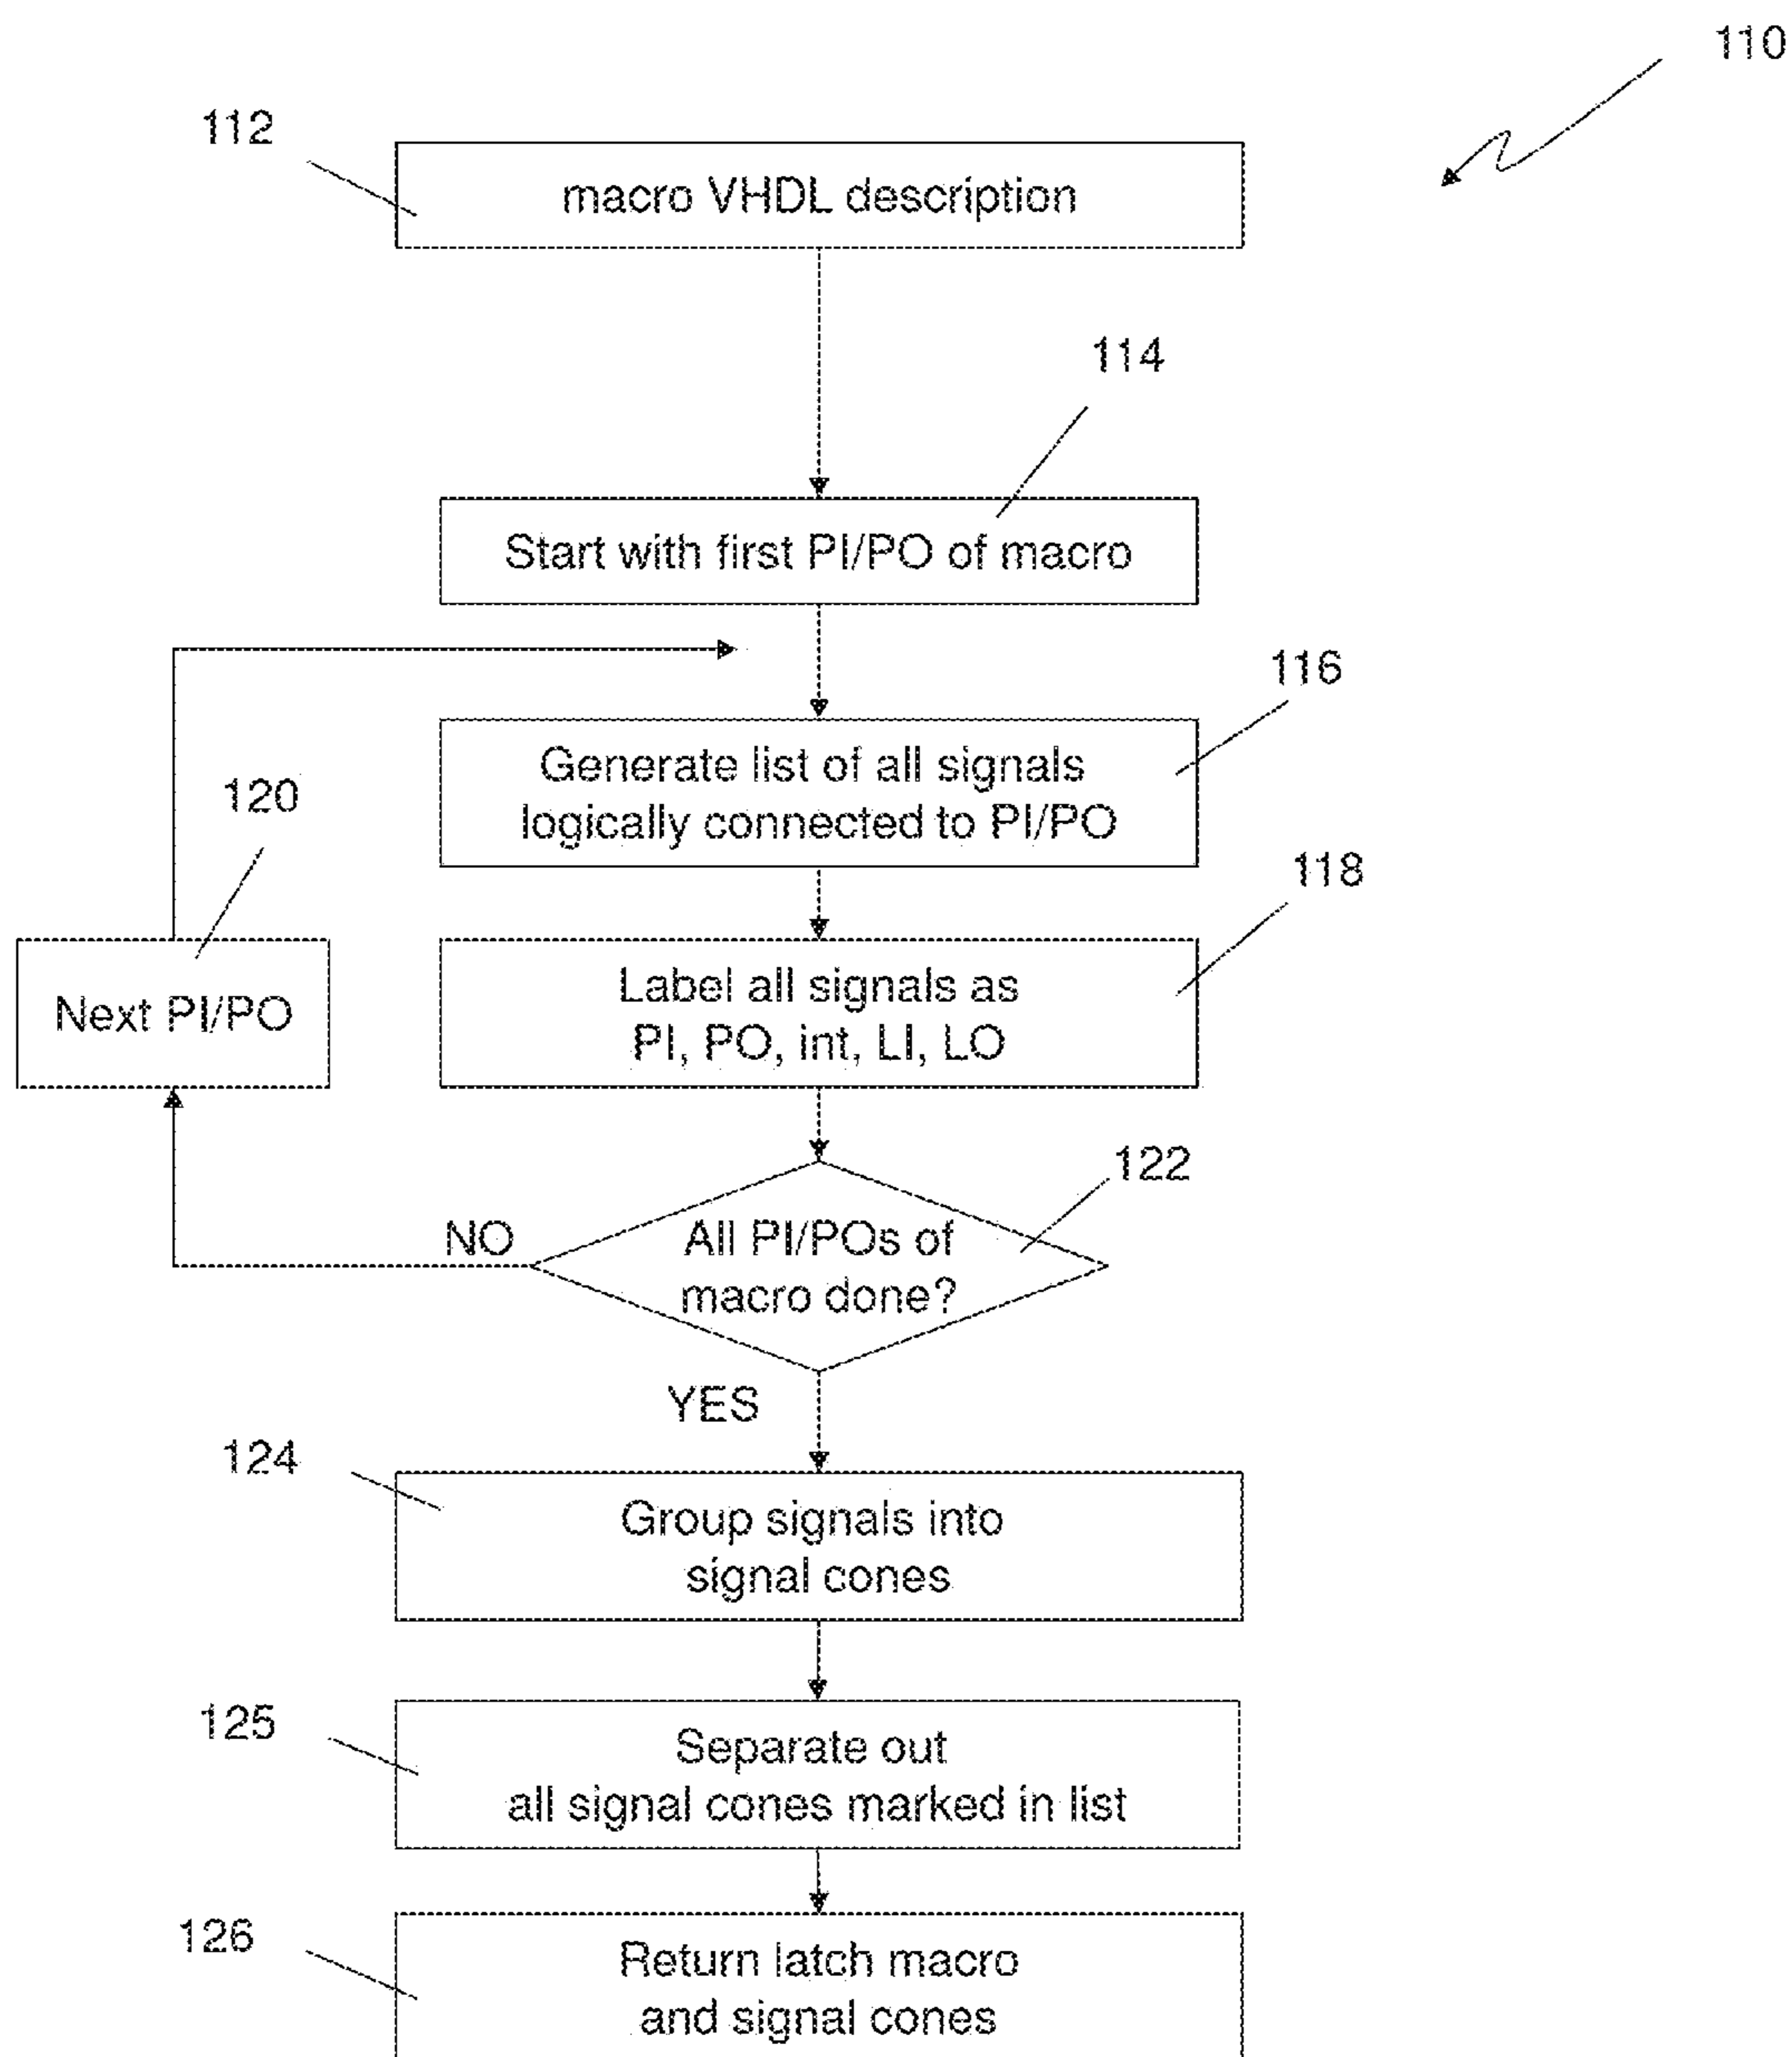 110
112
macro VHDL description
114
Start with first PI/PO of macro
116
Generate list of all signals
logically connected to PI/PO
120
118
Label all signals as
PI, PO, int, LI, LO
Next PI/PO
122
NO
All PI/POs of
macro done?
YES
124
Group signals into
signal cones
125
Separate out
all signal cones marked in list
126
Return latch macro
and signal cones